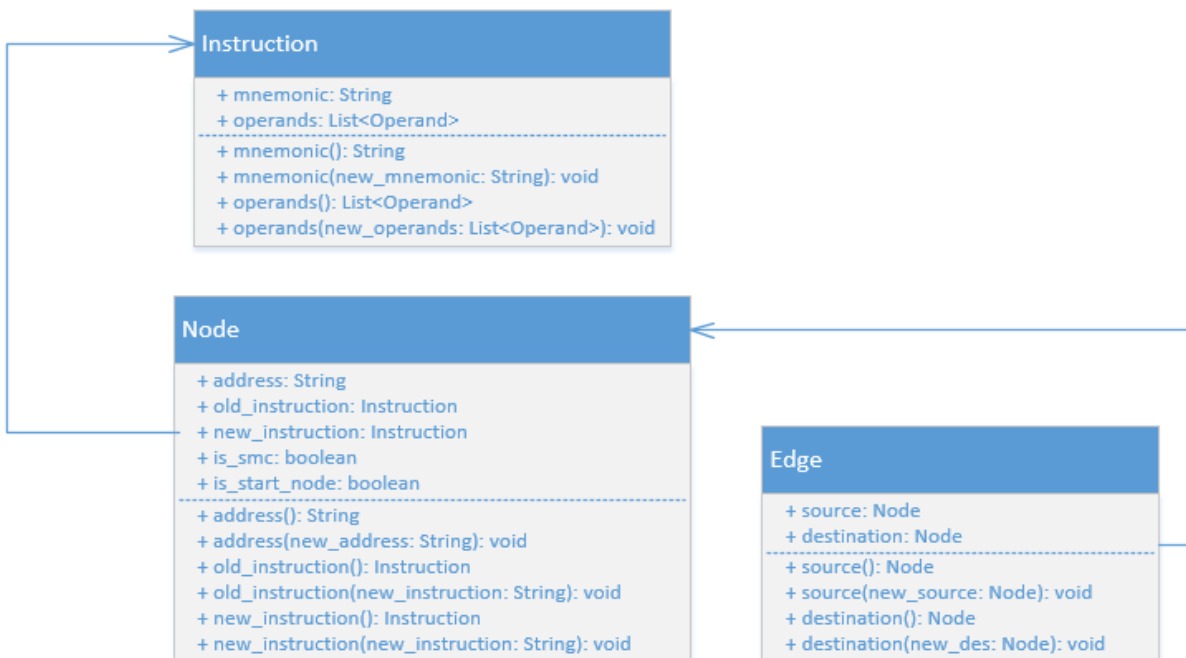 Instruction
+ mnemonic: String
+ operands: List<Operand>
+ mnemonic(): String
+ mnemonic(new_mnemonic: String): void
+ operands(): List<Operand>
+ operands(new_operands: List<Operand>): void
Node
+ address: String
+ old_instruction: Instruction
+ new_instruction: Instruction
+ is_smc: boolean
+ is_start_node: boolean
+ address(): String
+ address(new_address: String): void
+ old_instruction(): Instruction
+ old_instruction(new_instruction: String): void
+ new_instruction(): Instruction
+ new_instruction(new_instruction: String): void
Edge
+ source: Node
+ destination: Node
+ source(): Node
+ source(new_source: Node): void
+ destination(): Node
+ destination(new_des: Node): void